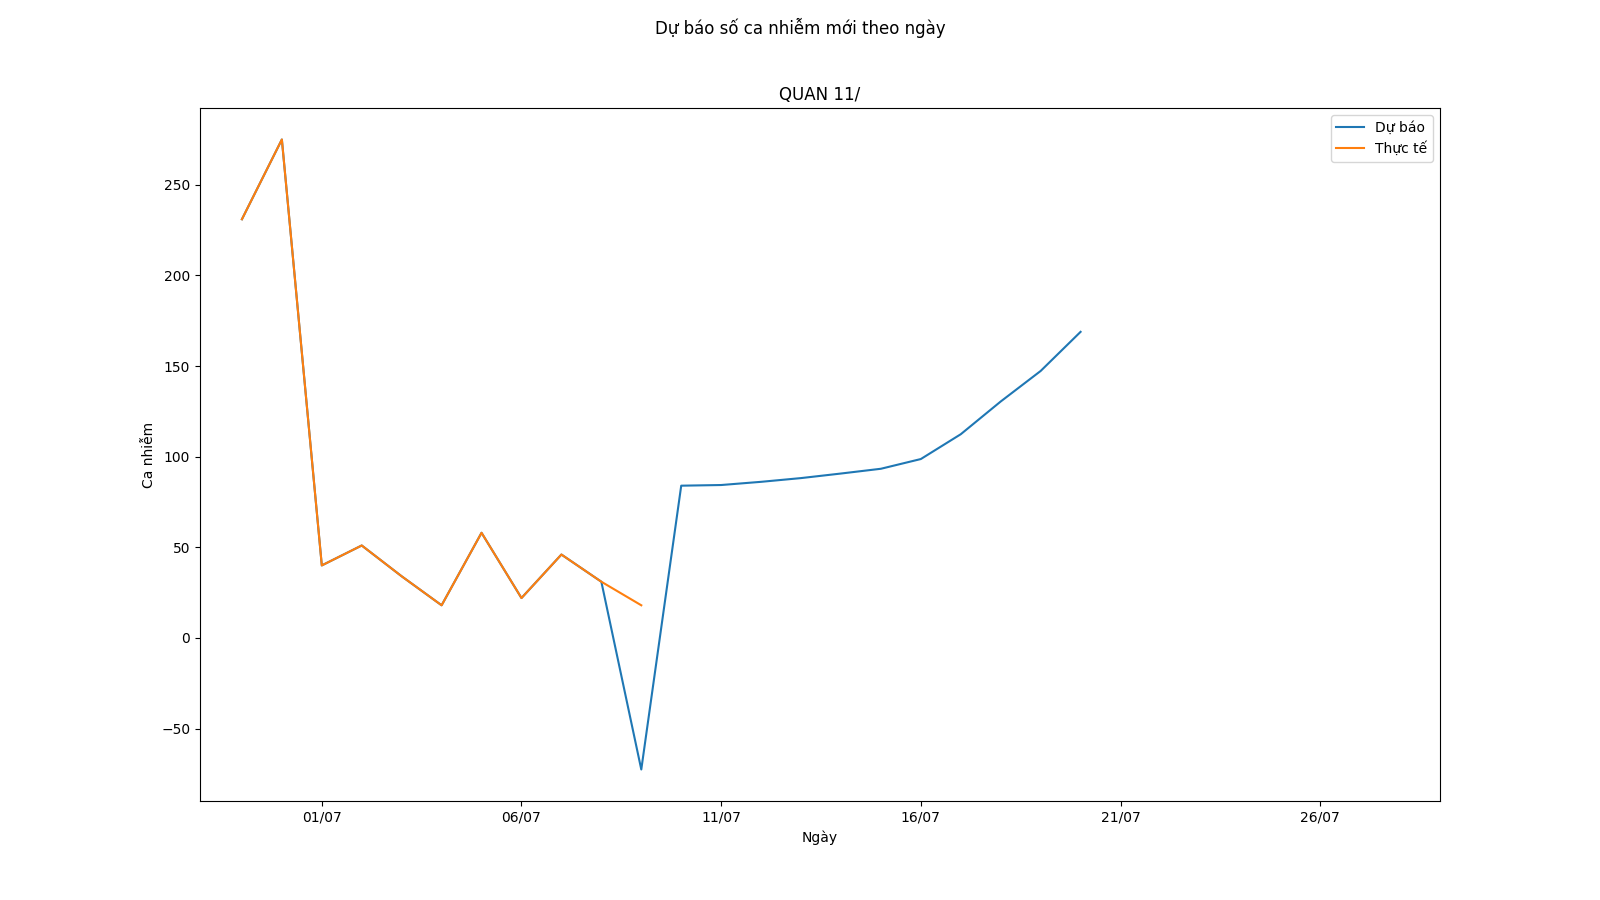 Dự báo số ca nhiễm mới theo ngày
QUAN 11/
Dự báo
Thực tế
250
200
150
100
50
0
−50
Ca nhiễm
01/07
06/07
11/07
16/07
21/07
26/07
Ngày